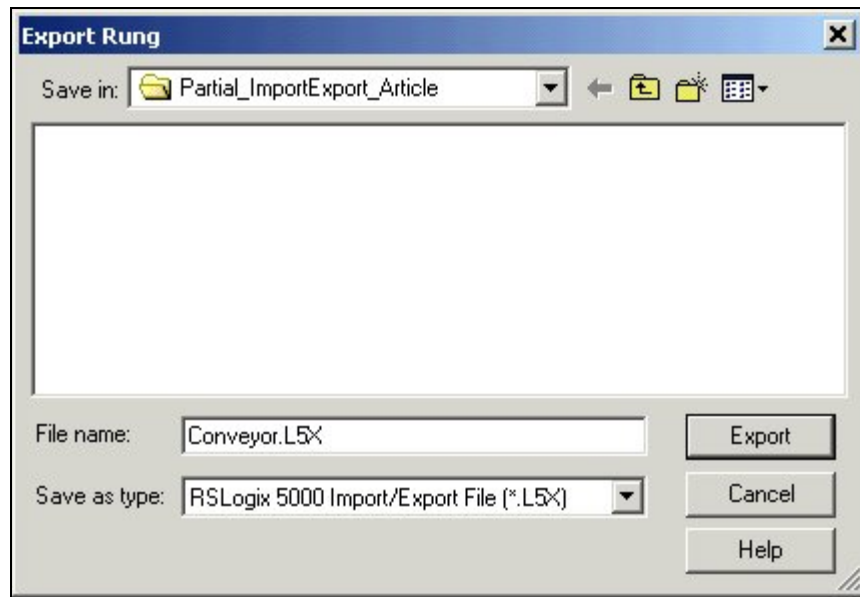 Export Rung
Save in: Partial_ImportExport_Article
File name: Conveyor.L5X Export
Save as type: RSLogix 5000 Import/Export File (*.L5X) Cancel
Help